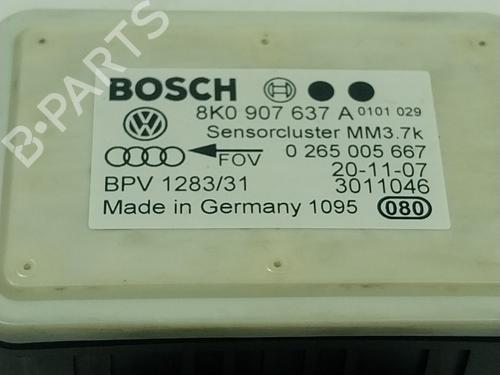 B-PARTS
BOSCH
8K0 907 637 A 0101 029
Sensorcluster MM3.7k
FOV 0 265 005 667
20-11-07
BPV 1283/31 3011046
Made in Germany 1095 080